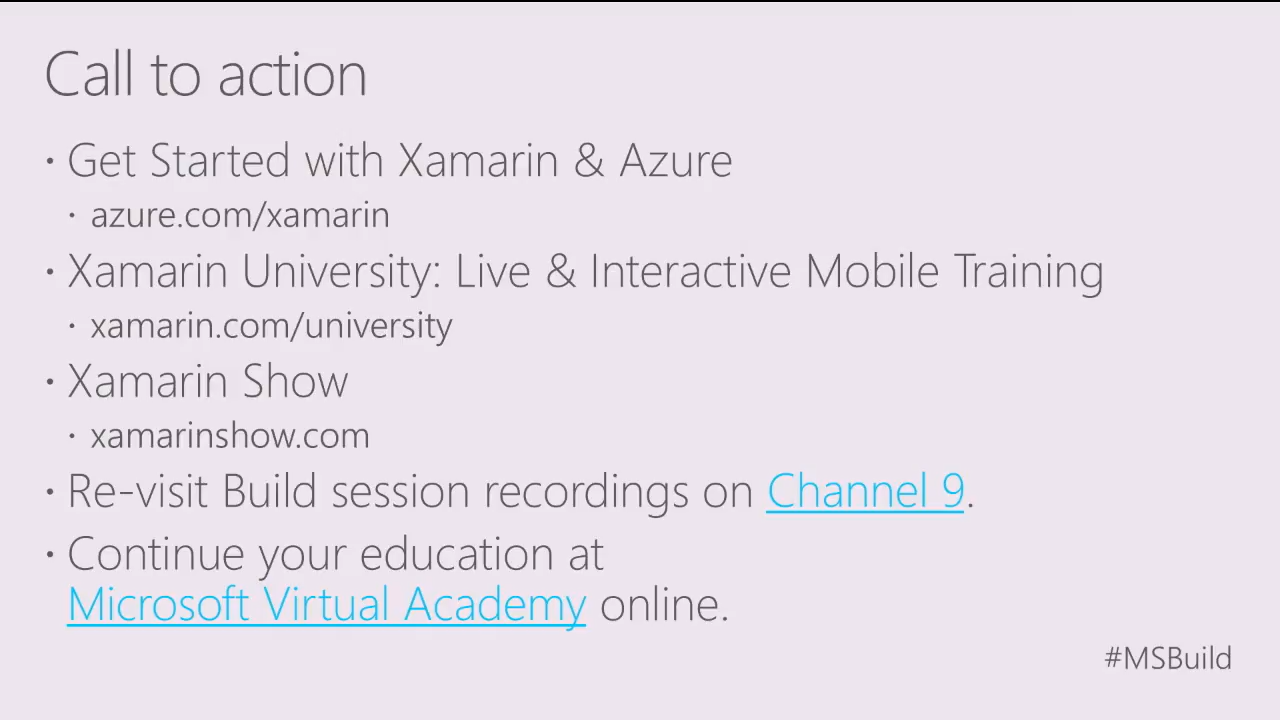 Call to action
· Get Started with Xamarin & Azure
· azure.com/xamarin
· Xamarin University: Live & Interactive Mobile Training
· xamarin.com/university
· Xamarin Show
· xamarinshow.com
· Re-visit Build session recordings on Channel 9.
· Continue your education at
Microsoft Virtual Academy online.
#MSBuild